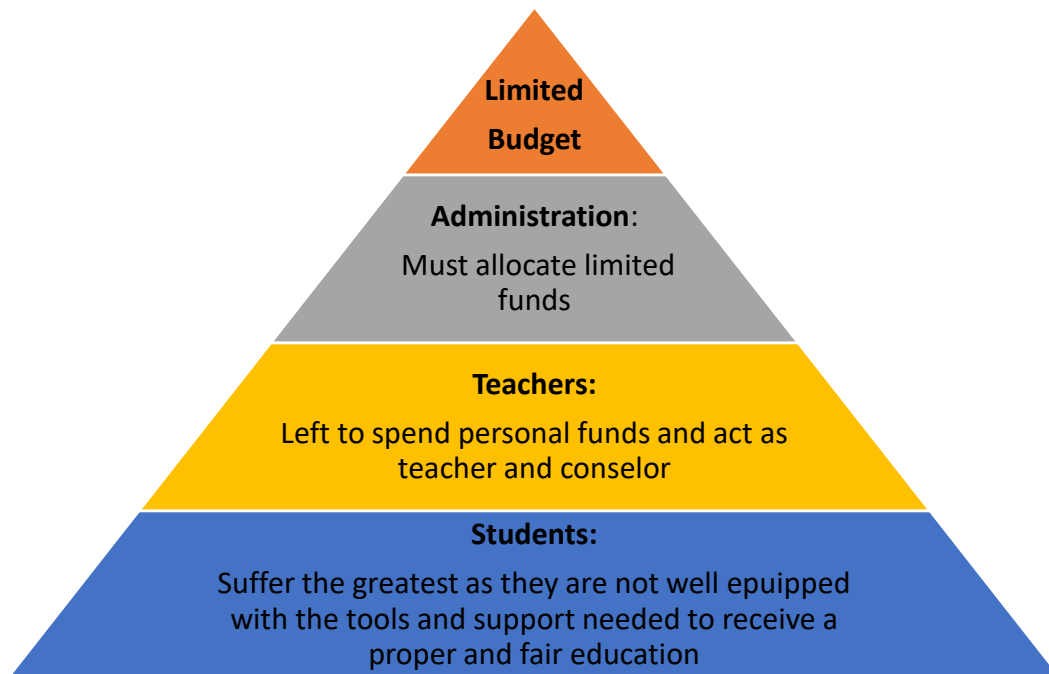 Limited
Budget
Administration:
Must allocate limited
funds
Teachers:
Left to spend personal funds and act as
teacher and conselor
Students:
Suffer the greatest as they are not well epuipped
with the tools and support needed to receive a
proper and fair education